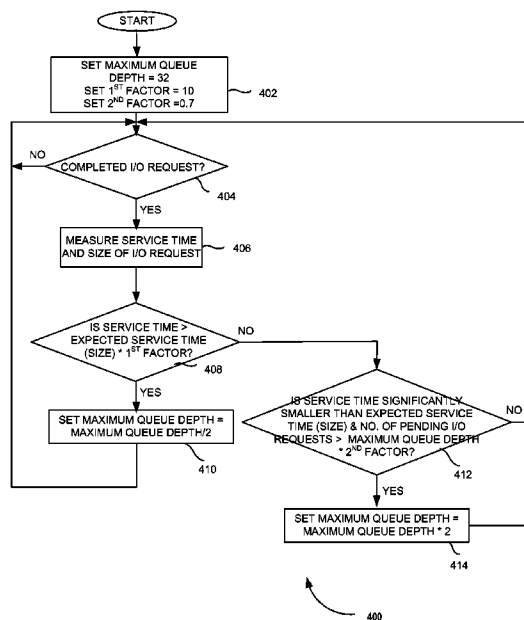 START
SET MAXIMUM QUEUE
DEPTH = 32
SET 1ST FACTOR = 10
SET 2ND FACTOR =0.7
402
NO
COMPLETED I/O REQUEST?
404
YES
MEASURE SERVICE TIME
AND SIZE OF I/O REQUEST
406
IS SERVICE TIME >
EXPECTED SERVICE TIME
(SIZE) * 1ST FACTOR?
408
NO
YES
SET MAXIMUM QUEUE DEPTH =
MAXIMUM QUEUE DEPTH/2
410
IS SERVICE TIME SIGNIFICANTLY
SMALLER THAN EXPECTED SERVICE
TIME (SIZE) & NO. OF PENDING I/O
REQUESTS > MAXIMUM QUEUE DEPTH
* 2ND FACTOR?
NO
412
YES
SET MAXIMUM QUEUE DEPTH =
MAXIMUM QUEUE DEPTH * 2
414
400